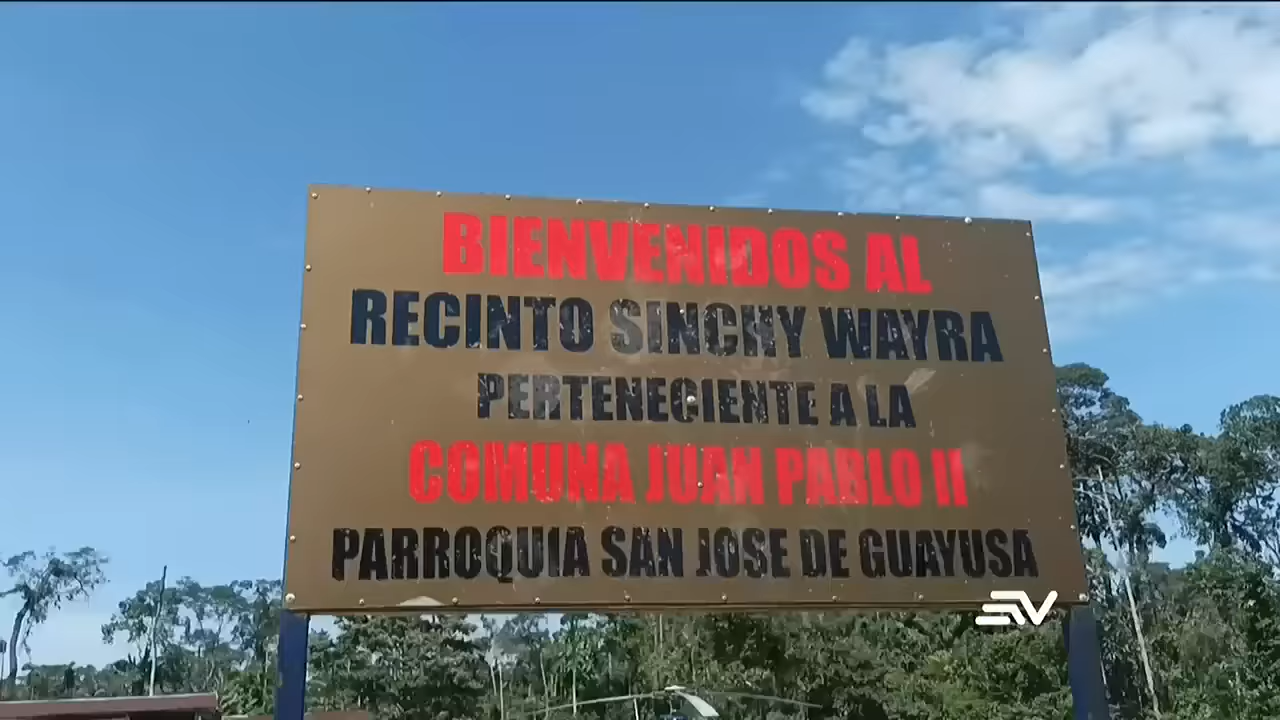 BIENVENIDOS AL
RECINTO SINCHY WAYRA
PERTENECIENTE A LA
COMUNA JUAN PABLO II
PARROQUIA SAN JOSE DE GUAYUSA